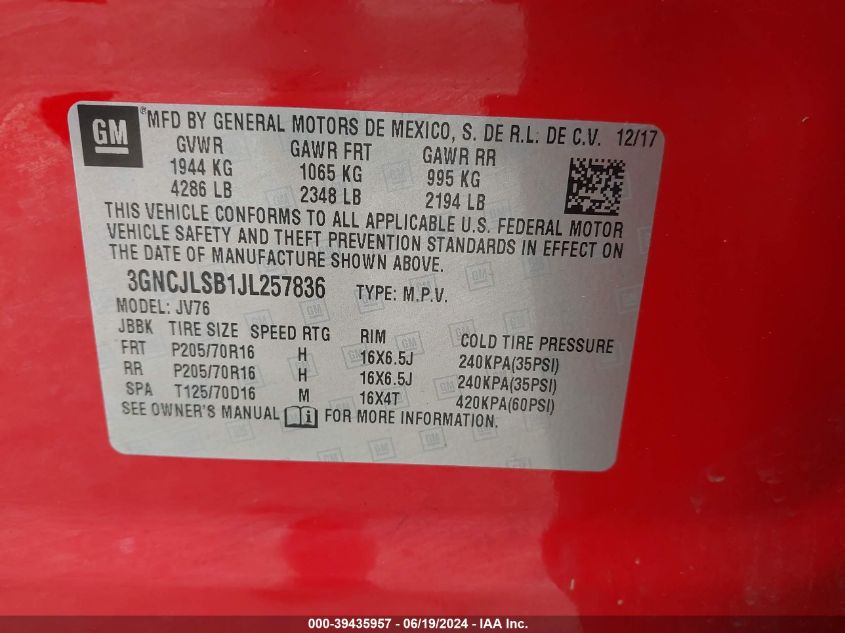 GM ® MFD BY GENERAL MOTORS DE MEXICO, S. DE R.L. DE C.V. 12/17
GVWR GAWR FRT GAWR RR
1944 KG 1065 KG 995 KG
4286 LB 2348 LB 2194 LB
THIS VEHICLE CONFORMS TO ALL APPLICABLE U.S. FEDERAL MOTOR
VEHICLE SAFETY AND THEFT PREVENTION STANDARDS IN EFFECT ON
THE DATE OF MANUFACTURE SHOWN ABOVE.
3GNCJLSB1JL257836 TYPE: M.P.V.
MODEL: JV76
JBBK TIRE SIZE SPEED RTG RIM COLD TIRE PRESSURE
FRT P205/70R16 H 16X6.5J 240KPA(35PSI)
RR P205/70R16 H 16X6.5J 240KPA(35PSI)
SPA T125/70D16 M 16X4T 420KPA(60PSI)
SEE OWNER'S MANUAL i FOR MORE INFORMATION.
000-39435957 - 06/19/2024 - IAA Inc.